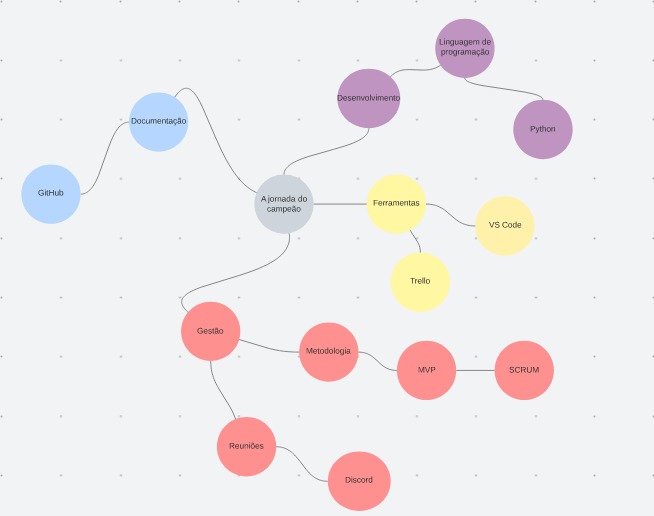 Linguagem de
programação
Desenvolvimento
Documentação
Python
GitHub
A jornada do
campeão
Ferramentas
VS Code
Trello
Gestão
Metodologia
MVP
SCRUM
Reuniões
Discord